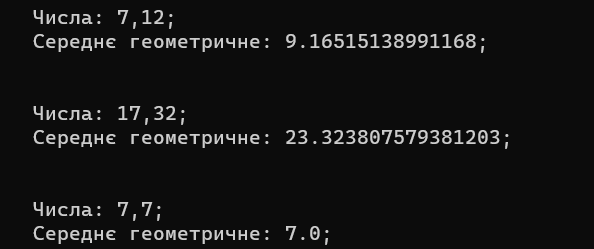 Числа: 7,12;
Середнє геометричне: 9.16515138991168;
Числа: 17,32;
Середнє геометричне: 23.323807579381203;
Числа: 7,7;
Середнє геометричне: 7.0;